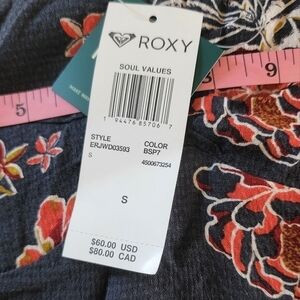 ROXY
SOUL VALUES
1 94476 85706 7
STYLE
ERJWD03593
S
COLOR
BSP7
4500673254
S
$60.00 USD
$80.00 CAD
5
9